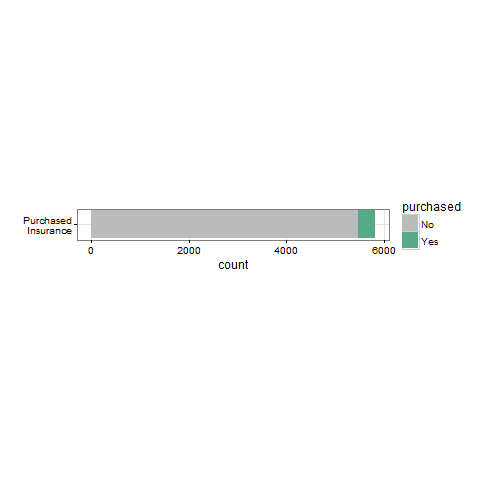 Purchased
Insurance
0
2000
4000
6000
count
purchased
No
Yes